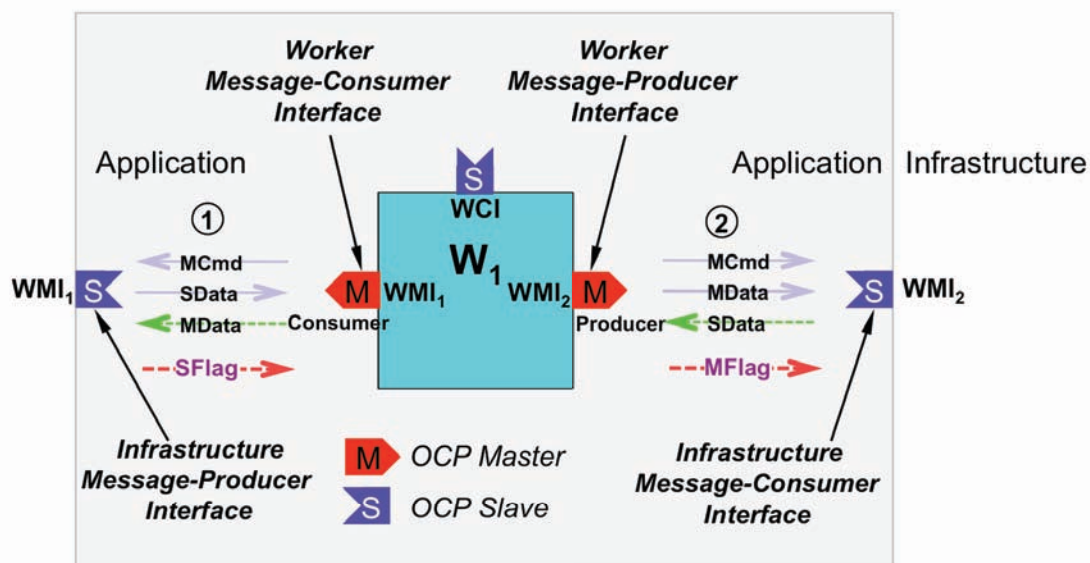 Worker
Message-Consumer
Interface
Worker
Message-Producer
Interface
Application
Application
Infrastructure
S
WCI
W1
①
②
MCmd
SData
MData
SFlag
WMI1
S
M
WMI1
Consumer
WMI2
M
Producer
MCmd
MData
SData
MFlag
S
WMI2
Infrastructure
Message-Producer
Interface
M OCP Master
S OCP Slave
Infrastructure
Message-Consumer
Interface